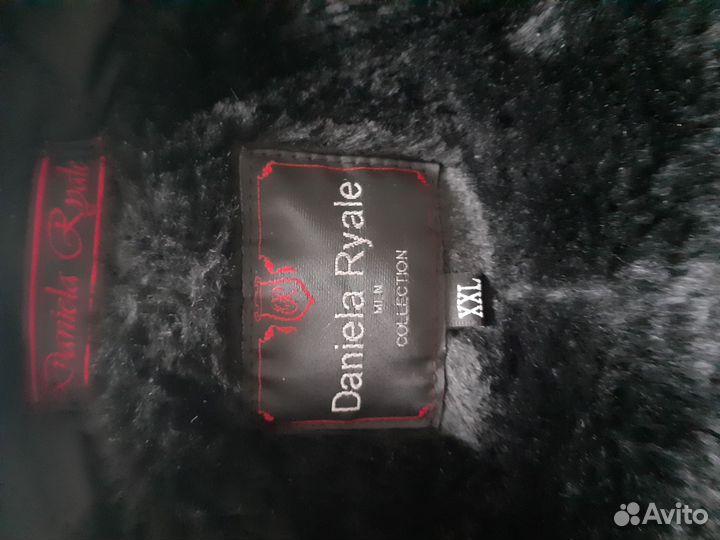 Daniela Ryale
Daniela Ryale
MEN
COLLECTION
XXL
Avito